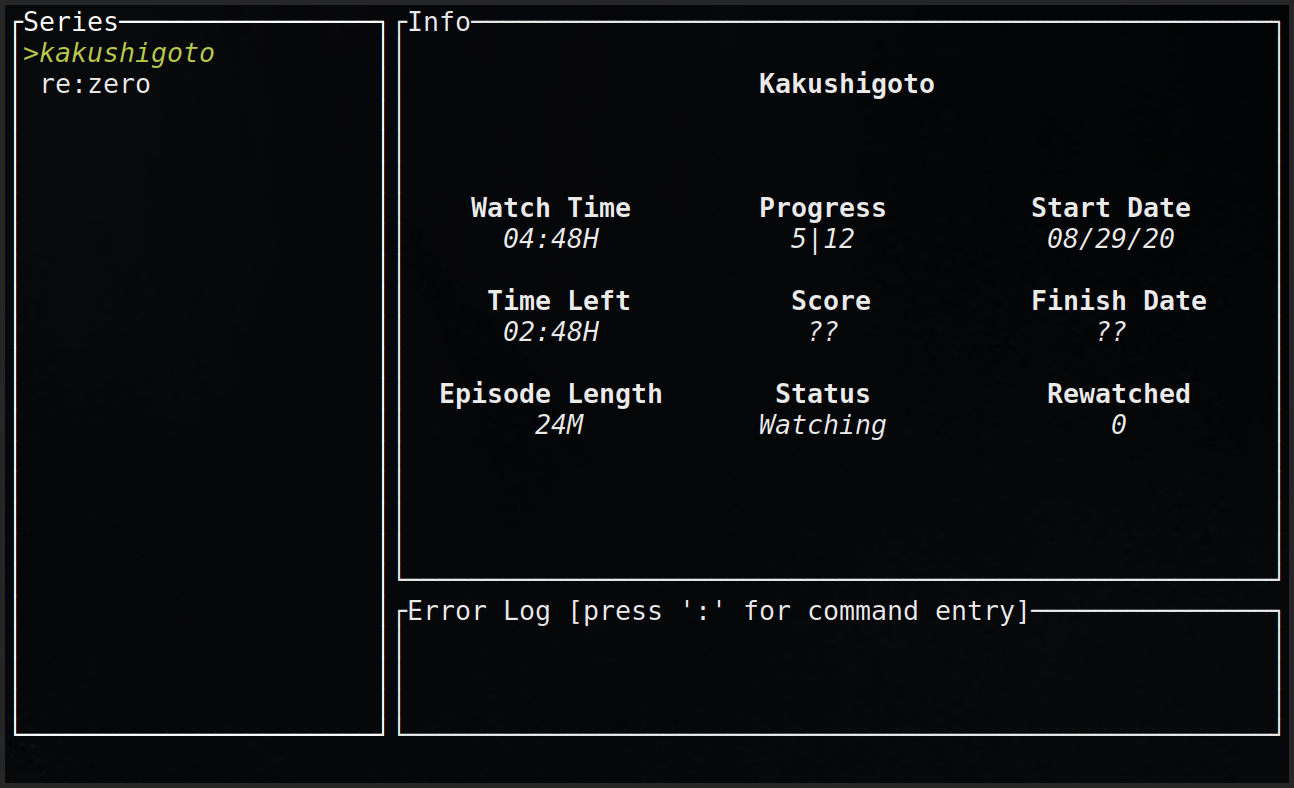 Series
>kakushigoto
re:zero
Info
Kakushigoto
Watch Time Progress Start Date
04:48H 5|12 08/29/20
Time Left Score Finish Date
02:48H ?? ??
Episode Length Status Rewatched
24M Watching 0
Error Log [press ':' for command entry]